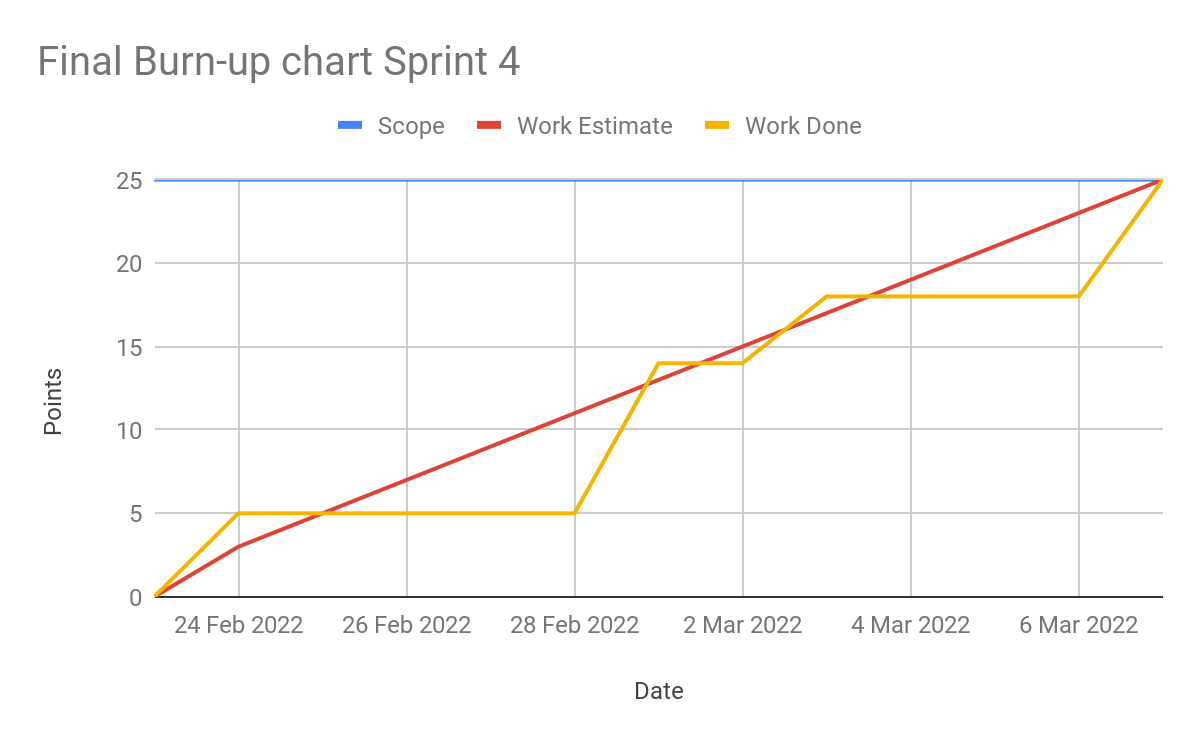 Final Burn-up chart Sprint 4
Scope Work Estimate Work Done
25
20
15
10
5
0
Points
24 Feb 2022 26 Feb 2022 28 Feb 2022 2 Mar 2022 4 Mar 2022 6 Mar 2022
Date